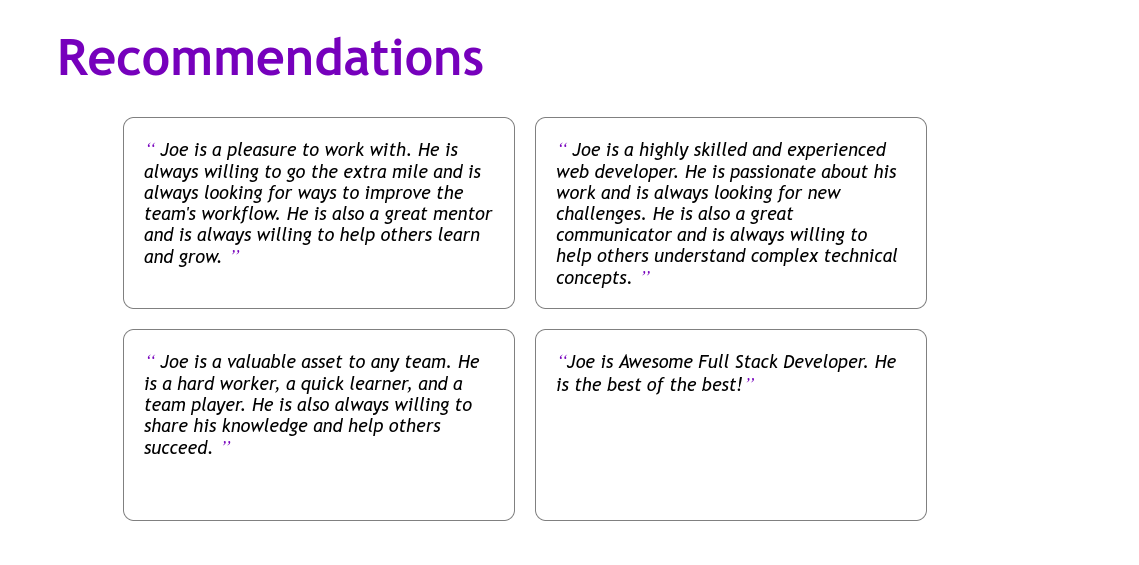 Recommendations
“ Joe is a pleasure to work with. He is
always willing to go the extra mile and is
always looking for ways to improve the
team's workflow. He is also a great mentor
and is always willing to help others learn
and grow. ”
“ Joe is a highly skilled and experienced
web developer. He is passionate about his
work and is always looking for new
challenges. He is also a great
communicator and is always willing to
help others understand complex technical
concepts. ”
“ Joe is a valuable asset to any team. He
is a hard worker, a quick learner, and a
team player. He is also always willing to
share his knowledge and help others
succeed. ”
“Joe is Awesome Full Stack Developer. He
is the best of the best!”